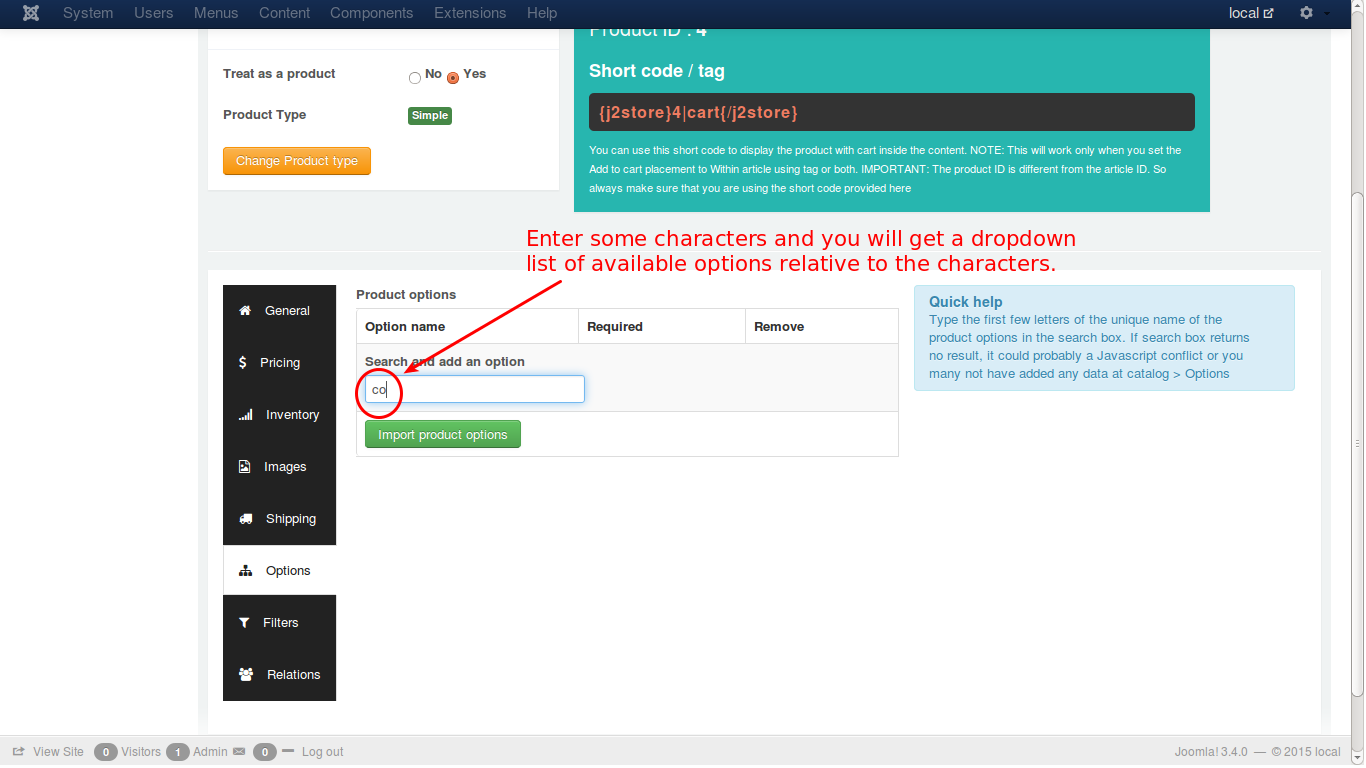 System Users Menus Content Components Extensions Help local
Product ID : 4
Treat as a product No Yes
Short code / tag
Product Type Simple
{j2store}4|cart{/j2store}
Change Product type
You can use this short code to display the product with cart inside the content. NOTE: This will work only when you set the
Add to cart placement to Within article using tag or both. IMPORTANT: The product ID is different from the article ID. So
always make sure that you are using the short code provided here
Enter some characters and you will get a dropdown
list of available options relative to the characters.
General
Pricing
Inventory
Images
Shipping
Options
Filters
Relations
Product options
Option name Required Remove
Search and add an option
co
Import product options
Quick help
Type the first few letters of the unique name of the
product options in the search box. If search box returns
no result, it could probably a Javascript conflict or you
many not have added any data at catalog > Options
View Site 0 Visitors 1 Admin 0 Log out Joomla! 3.4.0 — © 2015 local